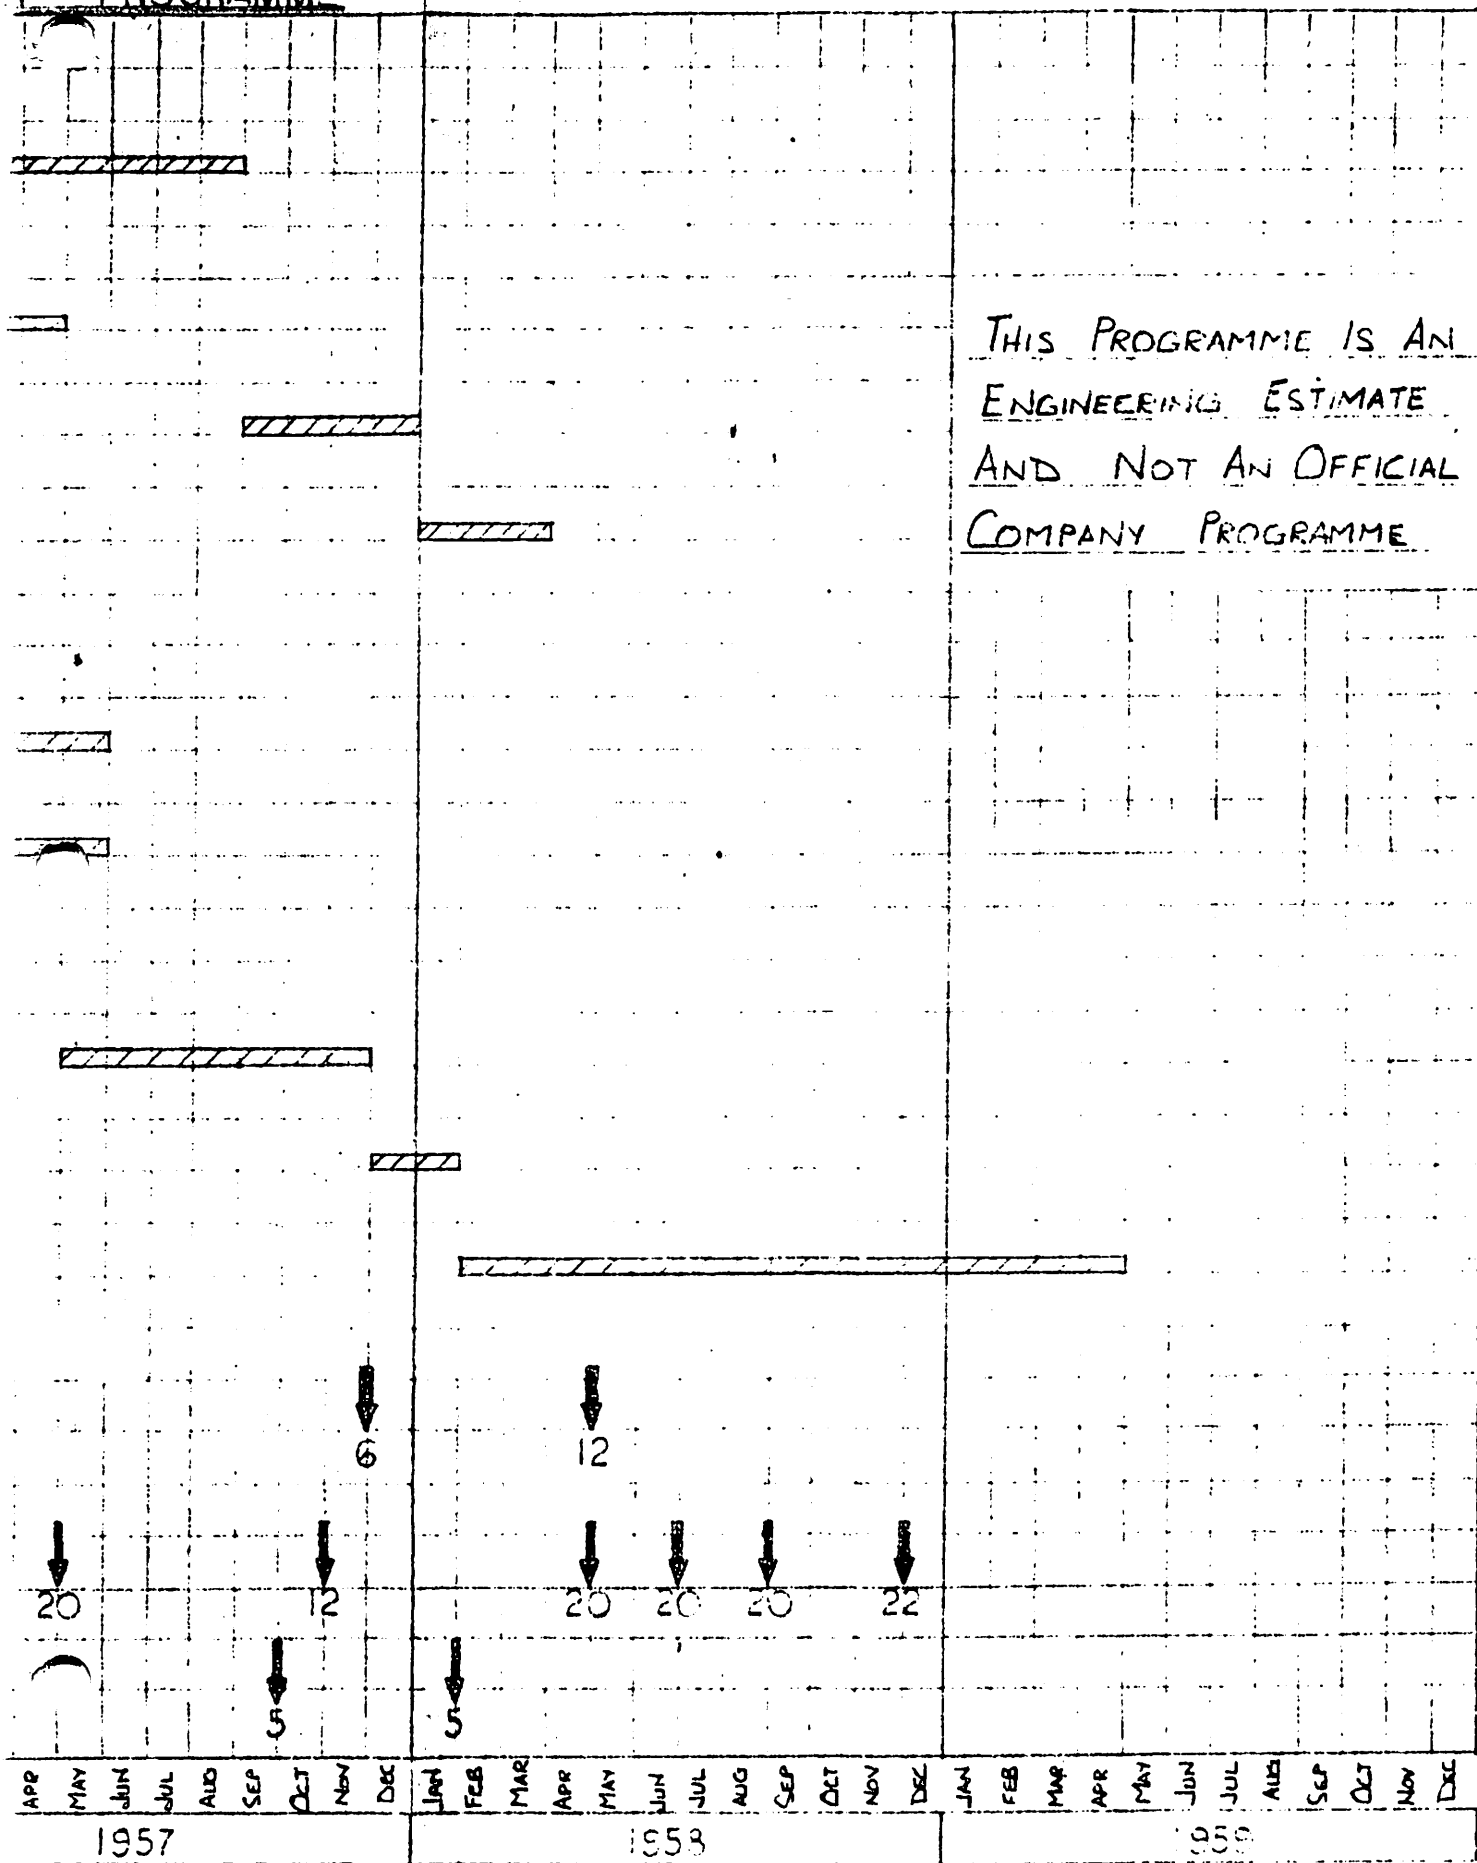 PROGRAMME
THIS PROGRAMME IS AN
ENGINEERING ESTIMATE
AND NOT AN OFFICIAL
COMPANY PROGRAMME
6 12
20 12 20 20 20 22
5 5
APR MAY JUN JUL AUG SEP OCT NOV DEC JAN FEB MAR APR MAY JUN JUL AUG SEP OCT NOV DEC JAN FEB MAR APR MAY JUN JUL AUG SEP OCT NOV DEC
1957 1958 1959